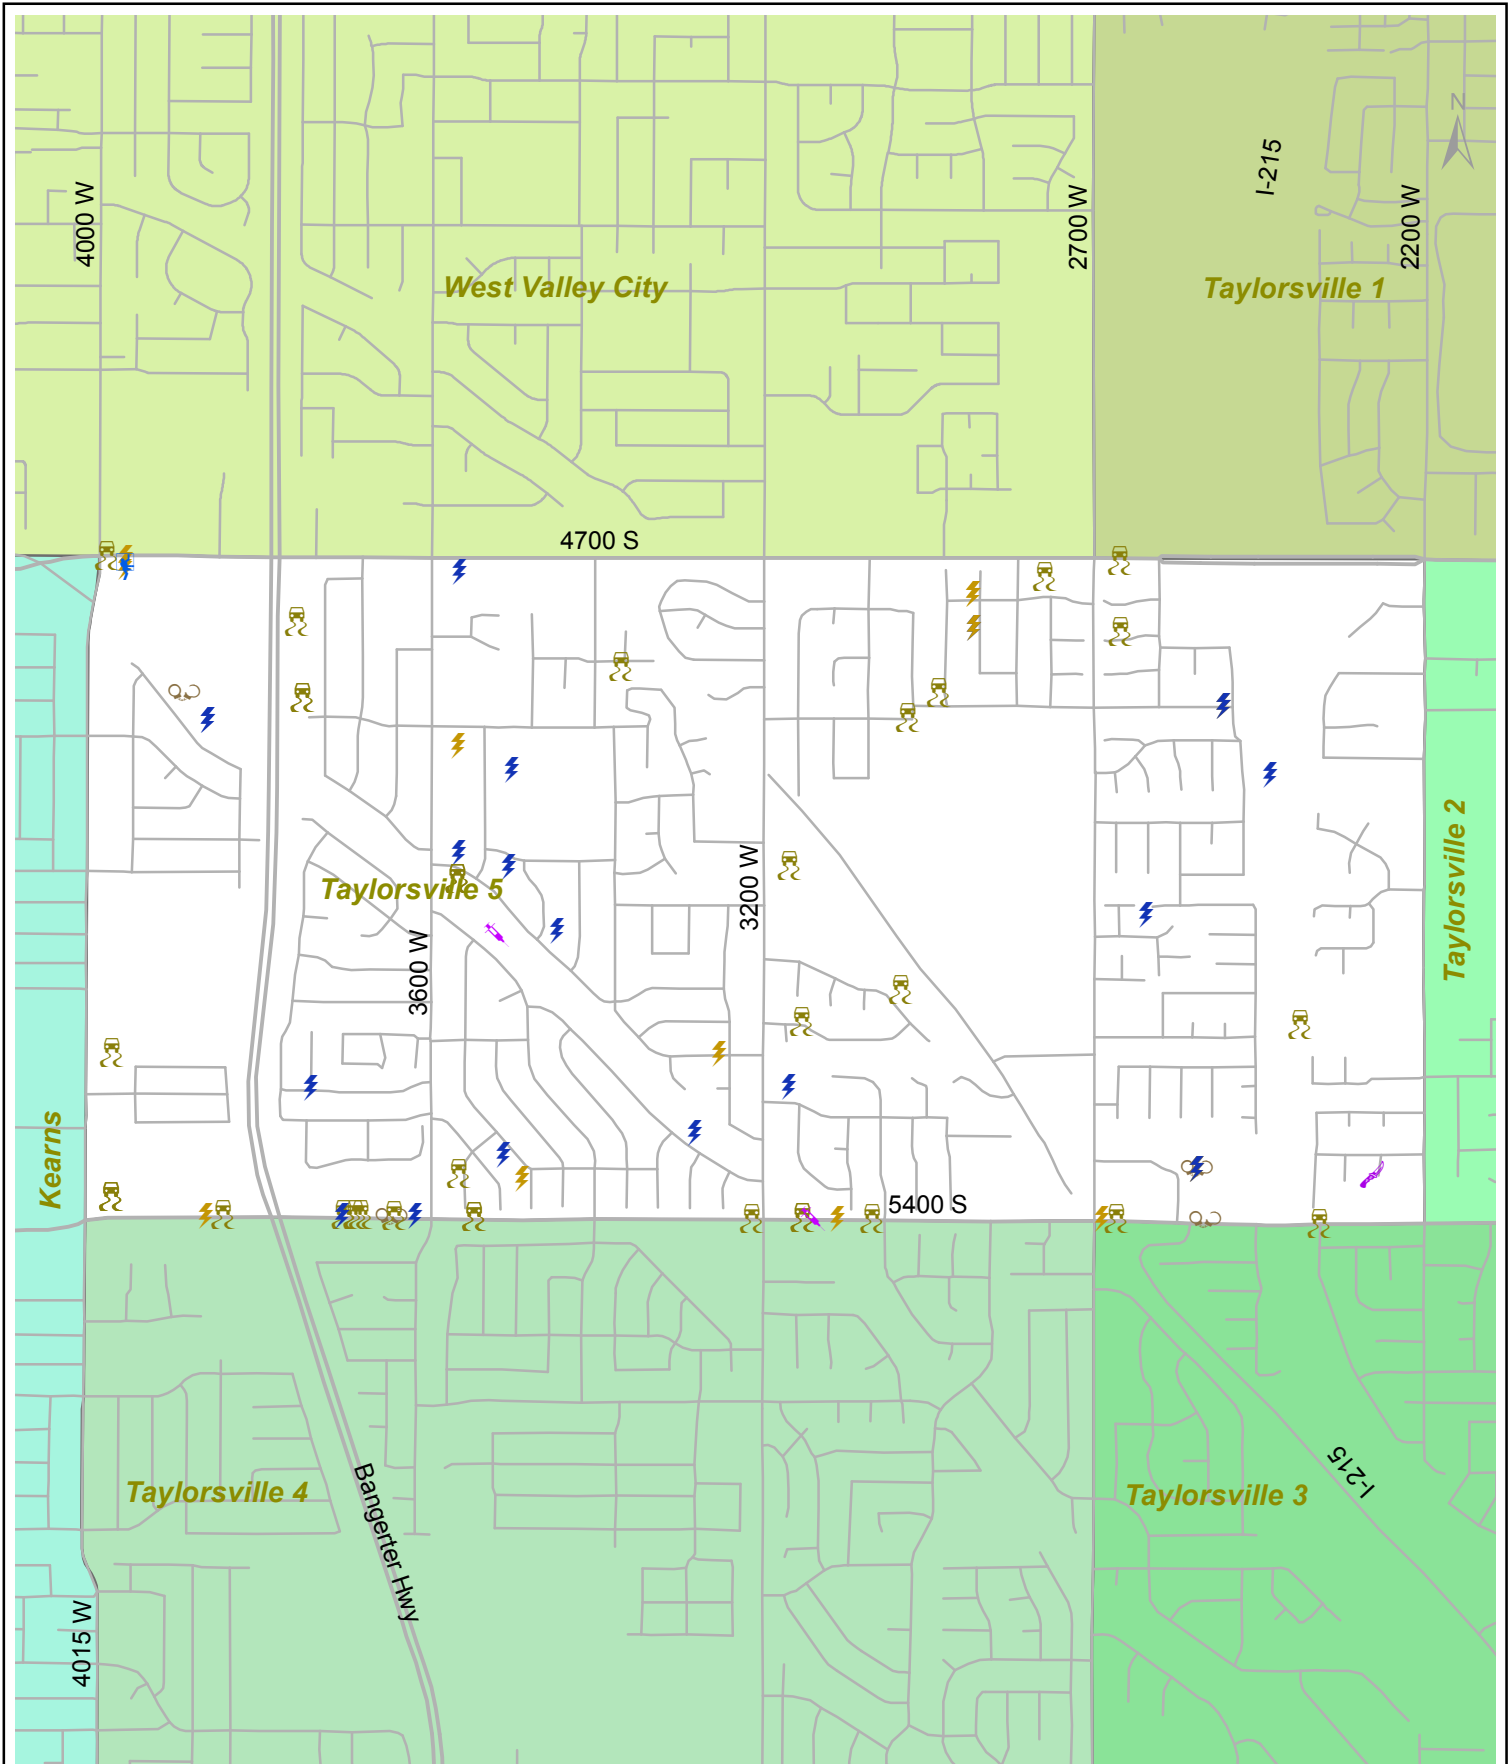 N
I-215
4000 W
2700 W
2200 W
West Valley City
Taylorsville 1
4700 S
Taylorsville 2
3200 W
Taylorsville 5
3600 W
Kearns
5400 S
I-215
Taylorsville 4
Taylorsville 3
Bangerter Hwy
4015 W